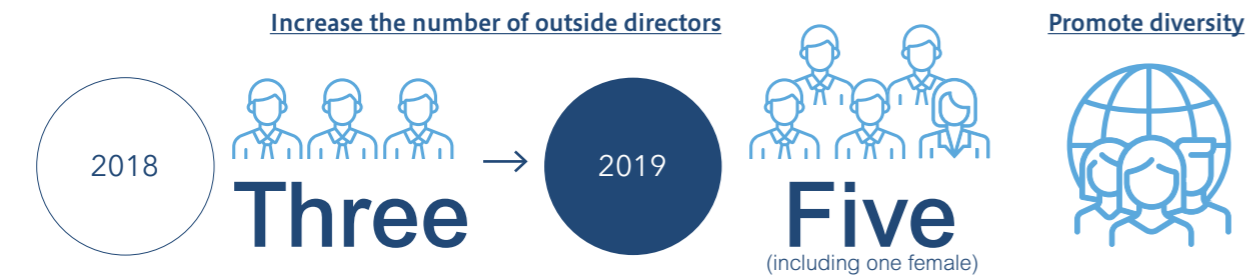 Increase the number of outside directors
2018
Three
→
2019
Five
(including one female)
Promote diversity